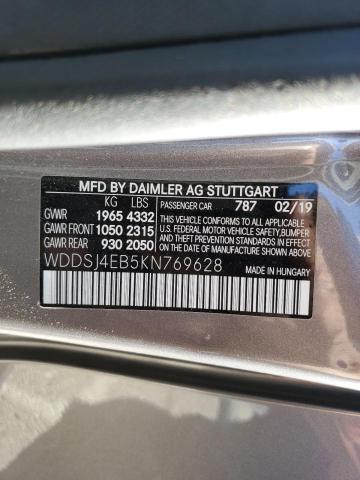 MFD BY DAIMLER AG STUTTGART
KG LBS PASSENGER CAR 787 02/19
GVWR 1965 4332
GAWR FRONT 1050 2315
GAWR REAR 930 2050
THIS VEHICLE CONFORMS TO ALL APPLICABLE
U.S. FEDERAL MOTOR VEHICLE SAFETY,
BUMPER, AND THEFT PREVENTION
STANDARDS IN EFFECT ON THE DATE OF
MANUFACTURE SHOWN ABOVE.
WDDSJ4EB5KN769628
MADE IN HUNGARY